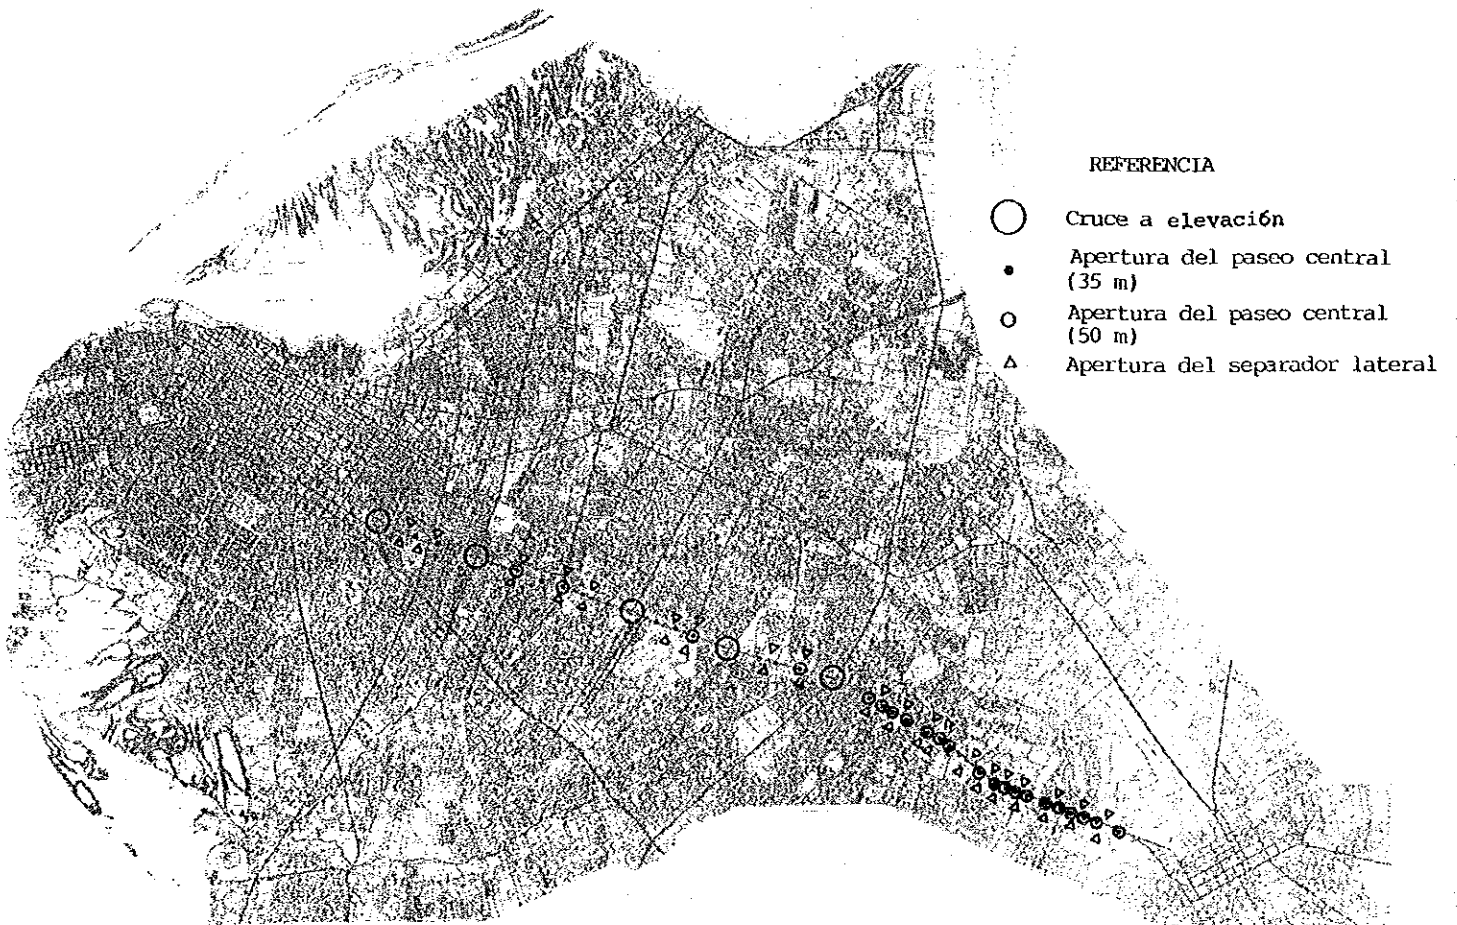 REFERENCIA
Cruce a elevación
Apertura del paseo central
(35 m)
Apertura del paseo central
(50 m)
Apertura del separador lateral